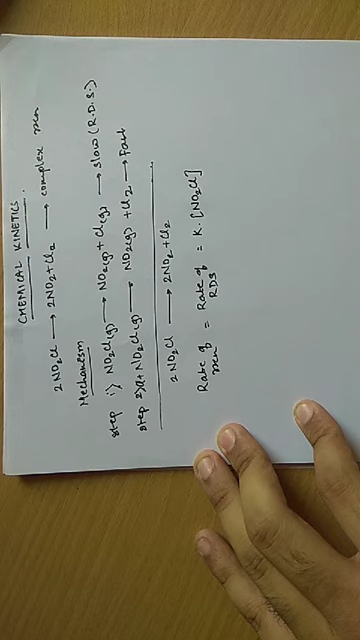 CHEMICAL KINETICS.
2NO2Cl → 2NO2 + Cl2 → complex rxn
Mechanism
step 1) NO2Cl(g) → NO2(g) + Cl(g) → slow (R.D.S.)
step 2) Cl + NO2Cl(g) → NO2(g) + Cl2 → Fast
2NO2Cl → 2NO2 + Cl2
Rate of rxn = Rate of RDS = K. [NO2Cl]